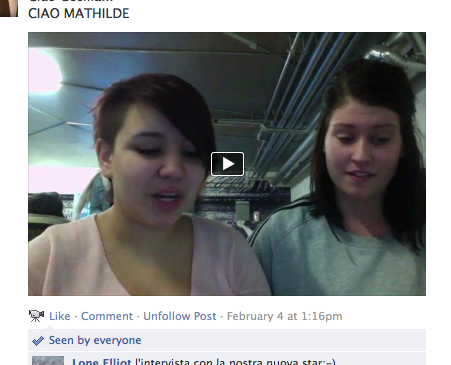 CIAO MATHILDE
Like · Comment · Unfollow Post · February 4 at 1:16pm
Seen by everyone
Lone Elliot l'intervista con la nostra nuova star:-)